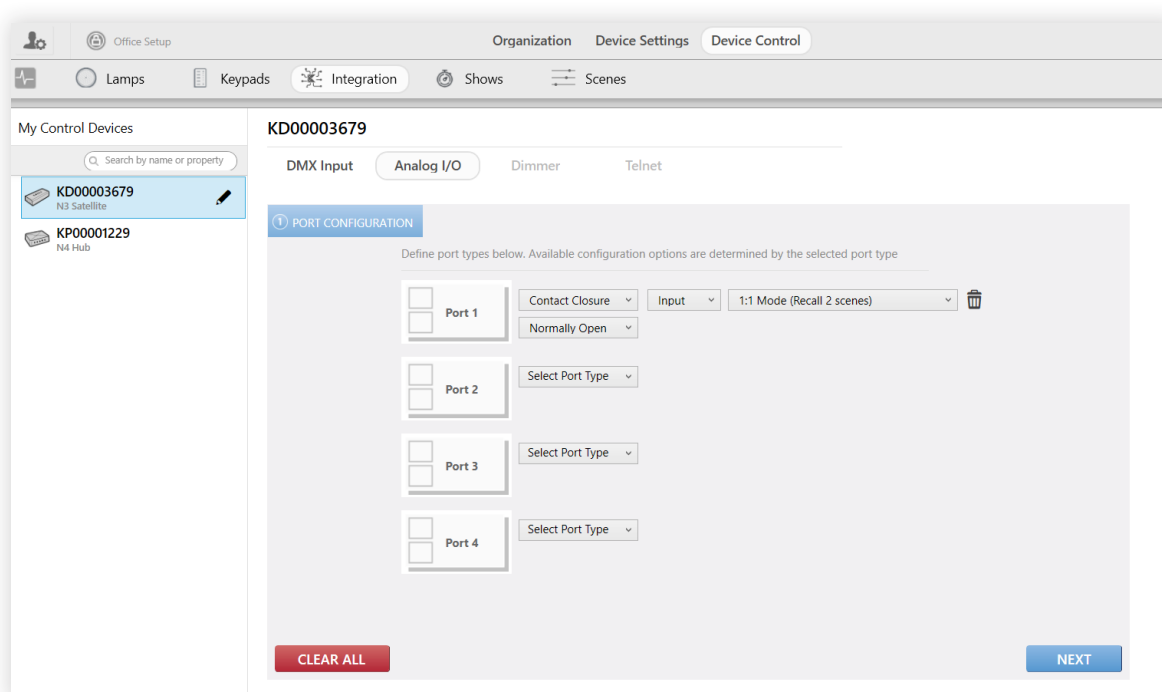 Office Setup
Organization Device Settings Device Control
Lamps Keypads Integration Shows Scenes
My Control Devices
Search by name or property
KD00003679
N3 Satellite
KP00001229
N4 Hub
KD00003679
DMX Input Analog I/O Dimmer Telnet
1 PORT CONFIGURATION
Define port types below. Available configuration options are determined by the selected port type
Port 1 Contact Closure Input 1:1 Mode (Recall 2 scenes)
Normally Open
Port 2 Select Port Type
Port 3 Select Port Type
Port 4 Select Port Type
CLEAR ALL NEXT